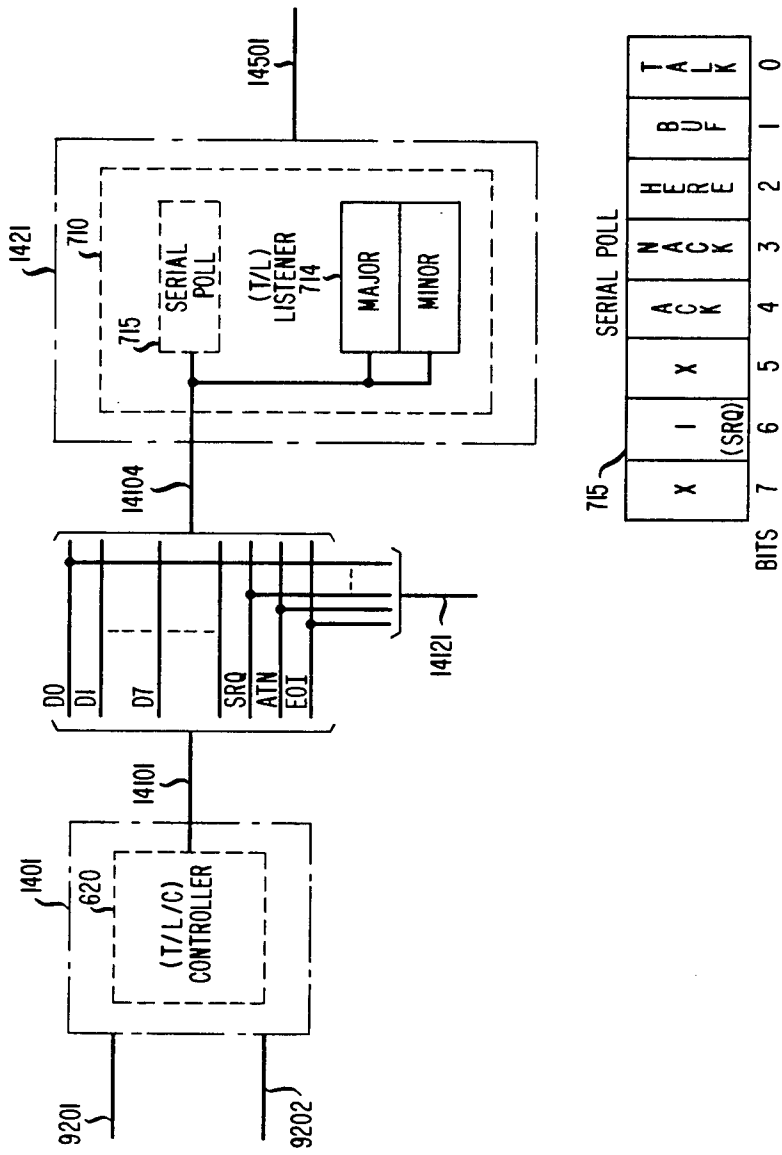 9201
9202
1401
620
(T/L/C)
CONTROLLER
14101
D0
D1
D7
SRQ
ATN
EOI
14121
14104
1421
710
715
SERIAL
POLL
(T/L)
LISTENER
714
MAJOR
MINOR
14501
SERIAL POLL
715
X
1
(SRQ)
X
ACK
NACK
HERE
BUF
TALK
BITS 7 6 5 4 3 2 1 0